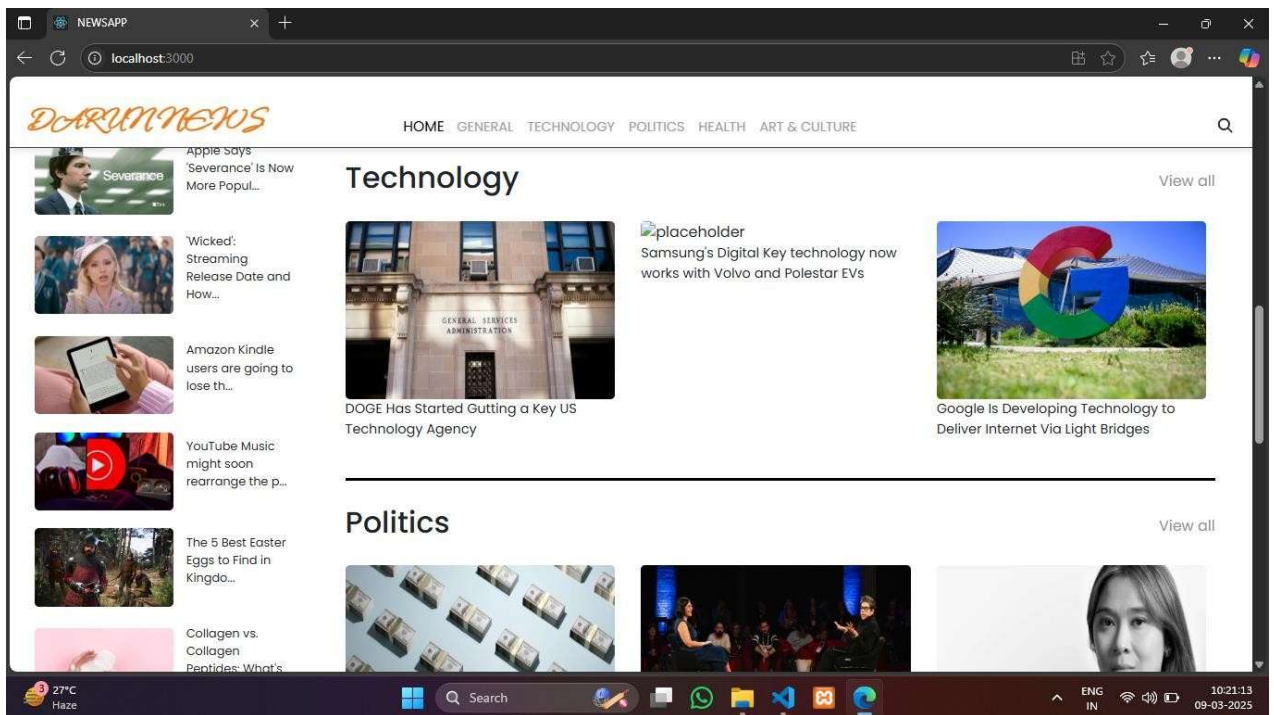 NEWSAPP
localhost:3000
DARUNNEWS
HOME GENERAL TECHNOLOGY POLITICS HEALTH ART & CULTURE
Severance
Apple Says
'Severance' Is Now
More Popul...
'Wicked':
Streaming
Release Date and
How...
Amazon Kindle
users are going to
lose th...
YouTube Music
might soon
rearrange the p...
The 5 Best Easter
Eggs to Find in
Kingdo...
Collagen vs.
Collagen
Peptides: What's
Technology
View all
GENERAL SERVICES
ADMINISTRATION
DOGE Has Started Gutting a Key US
Technology Agency
placeholder
Samsung's Digital Key technology now
works with Volvo and Polestar EVs
Google Is Developing Technology to
Deliver Internet Via Light Bridges
Politics
View all
3
27°C
Haze
Search
ENG
IN
10:21:13
09-03-2025